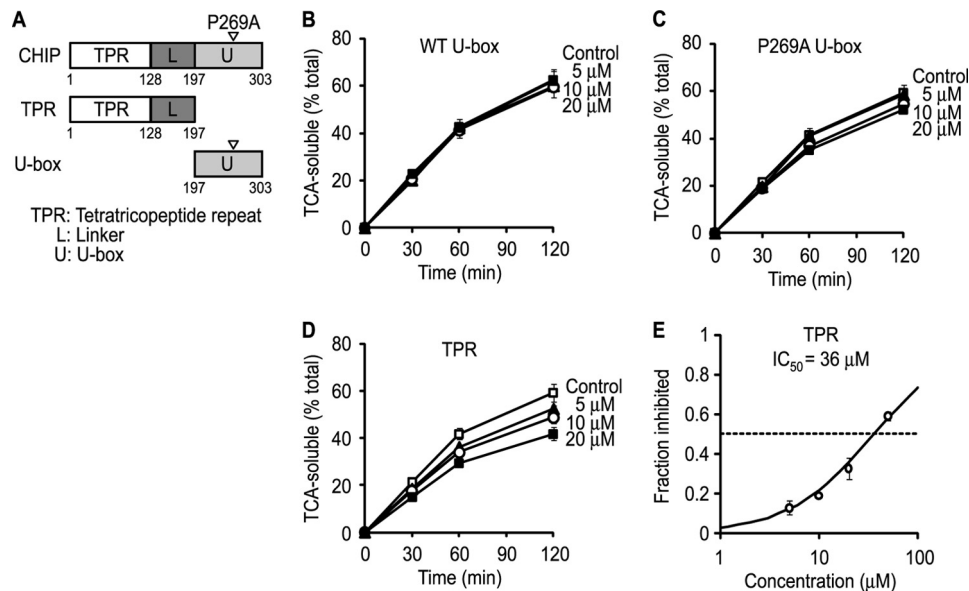 A
P269A
CHIP
TPR
L
U
1
128
197
303
TPR
TPR
L
1
128
197
U-box
U
197
303
TPR: Tetratricopeptide repeat
L: Linker
U: U-box
B
WT U-box
TCA-soluble (% total)
80
60
40
20
0
0
30
60
90
120
Time (min)
Control
5 μM
10 μM
20 μM
C
P269A U-box
TCA-soluble (% total)
80
60
40
20
0
0
30
60
90
120
Time (min)
Control
5 μM
10 μM
20 μM
D
TPR
TCA-soluble (% total)
80
60
40
20
0
0
30
60
90
120
Time (min)
Control
5 μM
10 μM
20 μM
E
TPR
IC50 = 36 μM
Fraction inhibited
1
0.8
0.6
0.4
0.2
0
1
10
100
Concentration (μM)